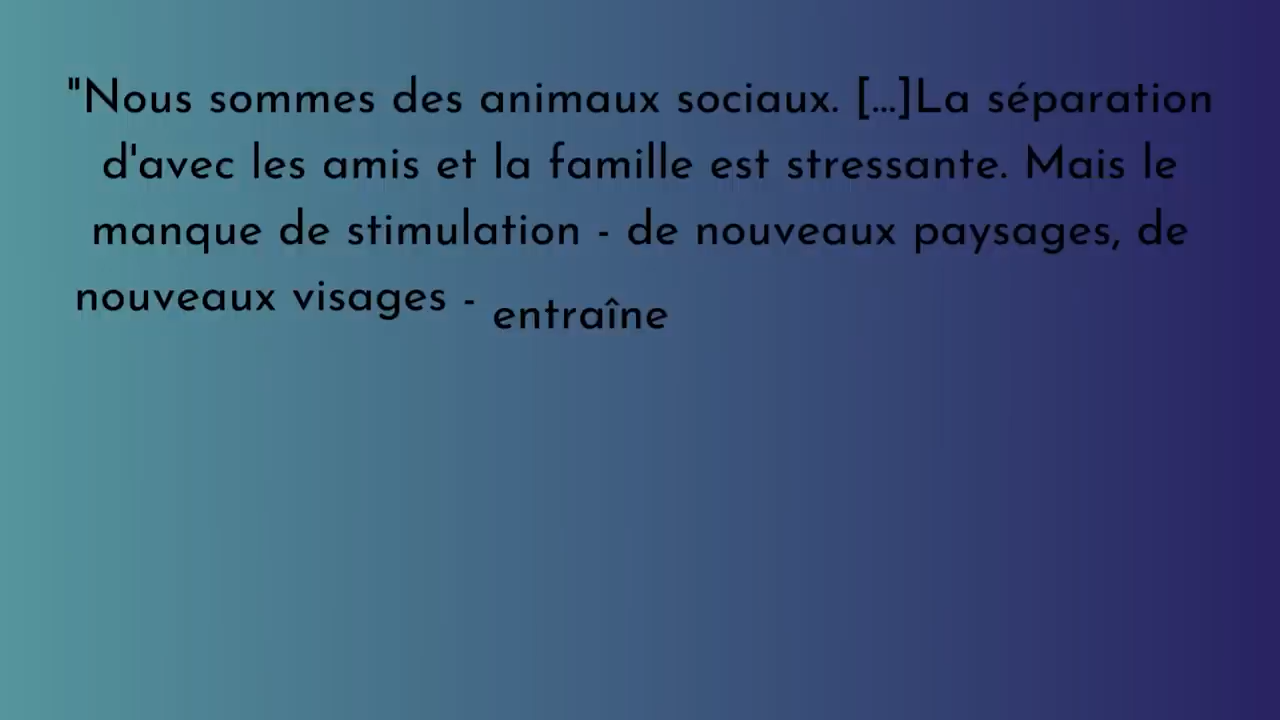 "Nous sommes des animaux sociaux. [...]La séparation
d'avec les amis et la famille est stressante. Mais le
manque de stimulation - de nouveaux paysages, de
nouveaux visages - entraîne